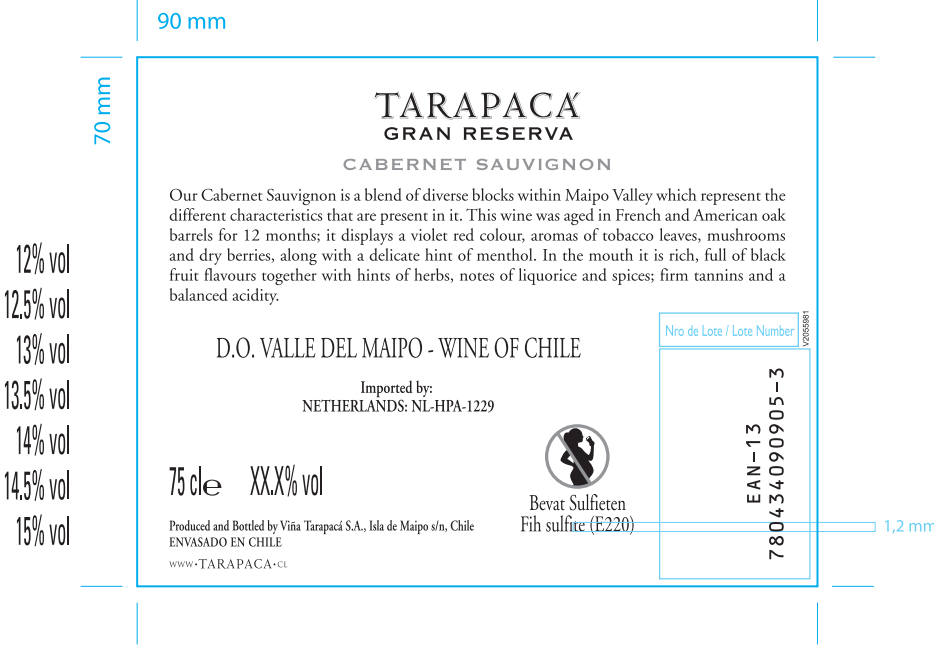 90 mm
70 mm
TARAPACÁ
GRAN RESERVA
CABERNET SAUVIGNON
Our Cabernet Sauvignon is a blend of diverse blocks within Maipo Valley which represent the
different characteristics that are present in it. This wine was aged in French and American oak
barrels for 12 months; it displays a violet red colour, aromas of tobacco leaves, mushrooms
and dry berries, along with a delicate hint of menthol. In the mouth it is rich, full of black
fruit flavours together with hints of herbs, notes of liquorice and spices; firm tannins and a
balanced acidity.
12% vol
12.5% vol
13% vol
13.5% vol
14% vol
14.5% vol
15% vol
D.O. VALLE DEL MAIPO - WINE OF CHILE
Imported by:
NETHERLANDS: NL-HPA-1229
75 cl e XX.X% vol
Produced and Bottled by Viña Tarapacá S.A., Isla de Maipo s/n, Chile
ENVASADO EN CHILE
WWW•TARAPACA•CL
Bevat Sulfieten
Fih sulfite (E220)
Nro de Lote / Lote Number
V2055981
EAN-13
780434090905-3
1,2 mm